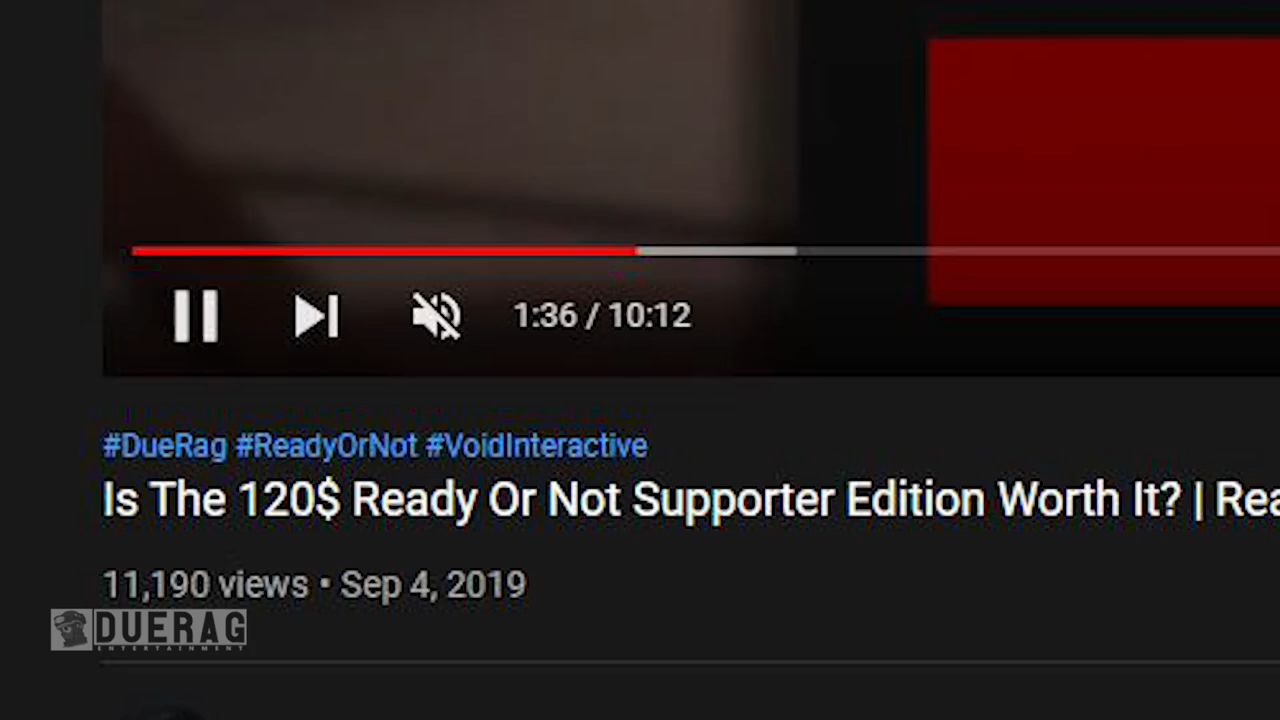 1:36 / 10:12
#DueRag #ReadyOrNot #VoidInteractive
Is The 120$ Ready Or Not Supporter Edition Worth It? | Rea
11,190 views • Sep 4, 2019
DUERAG
ENTERTAINMENT